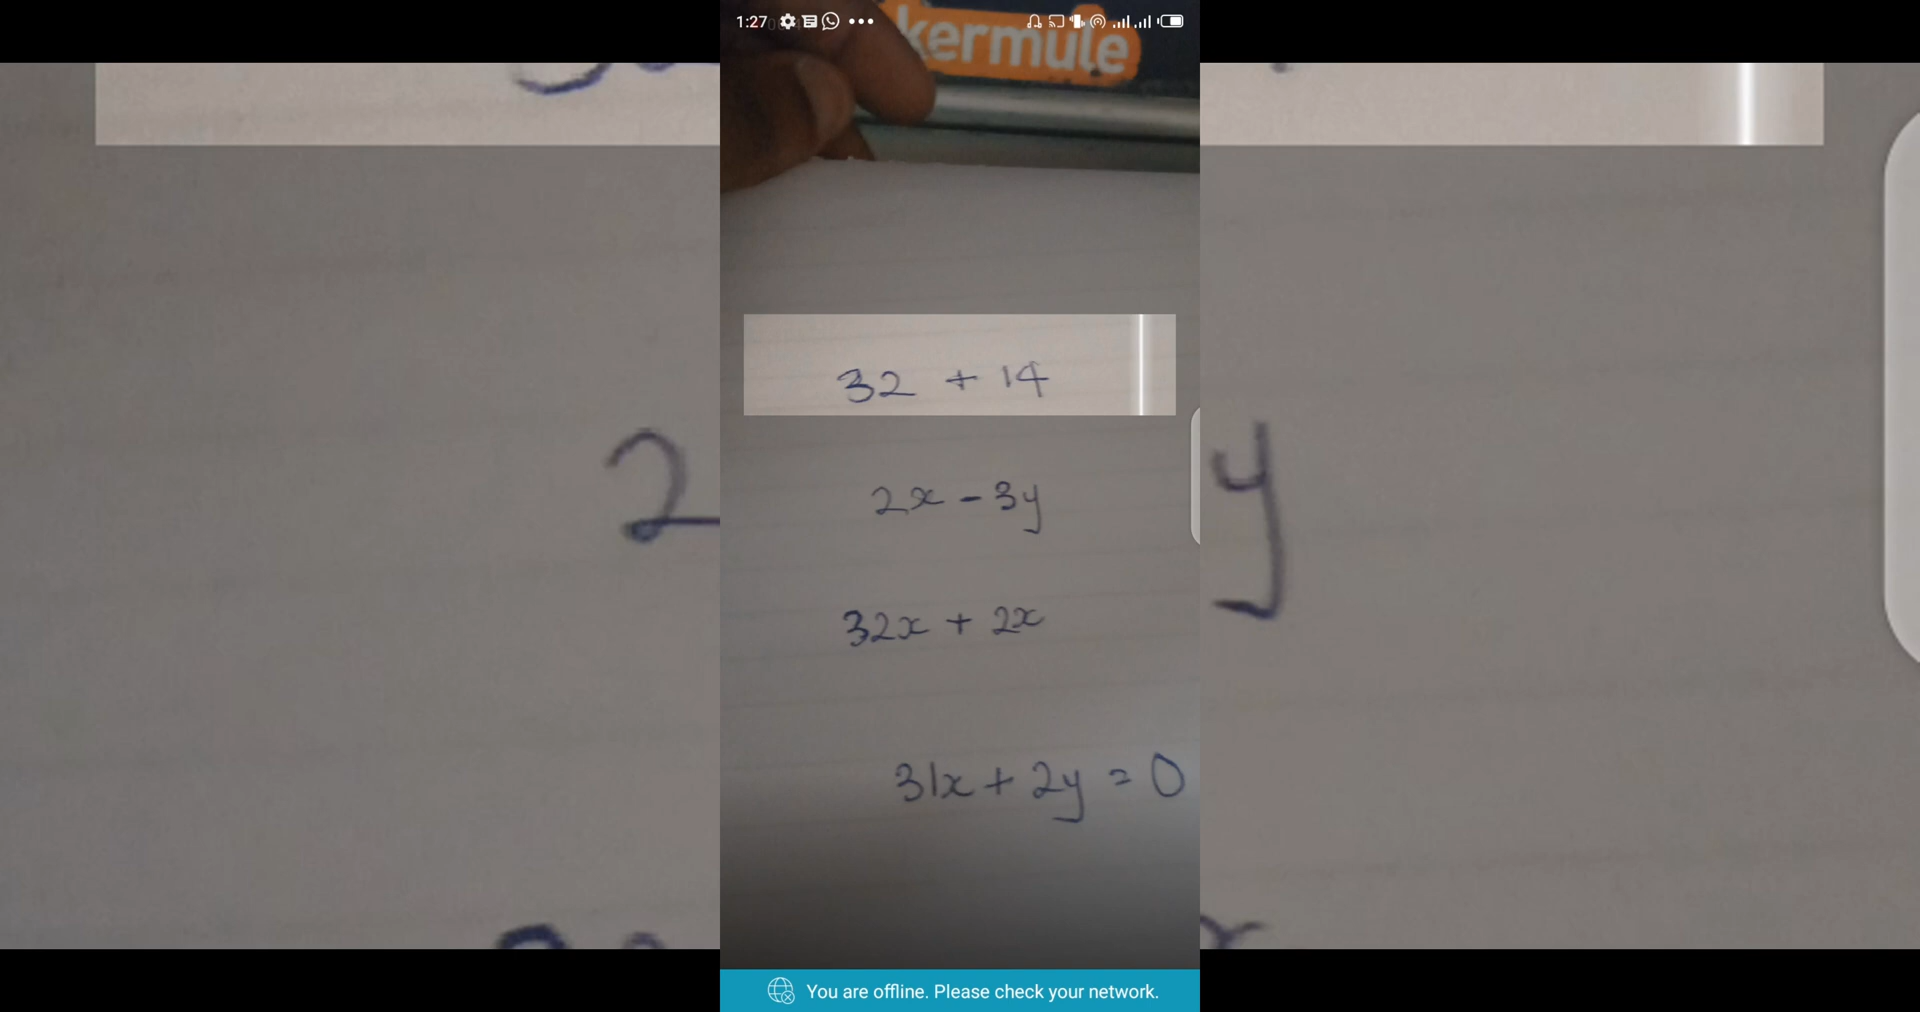 1:27
kermule
32 + 14
2x - 3y
32x + 2x
31x + 2y = 0
You are offline. Please check your network.
2
y